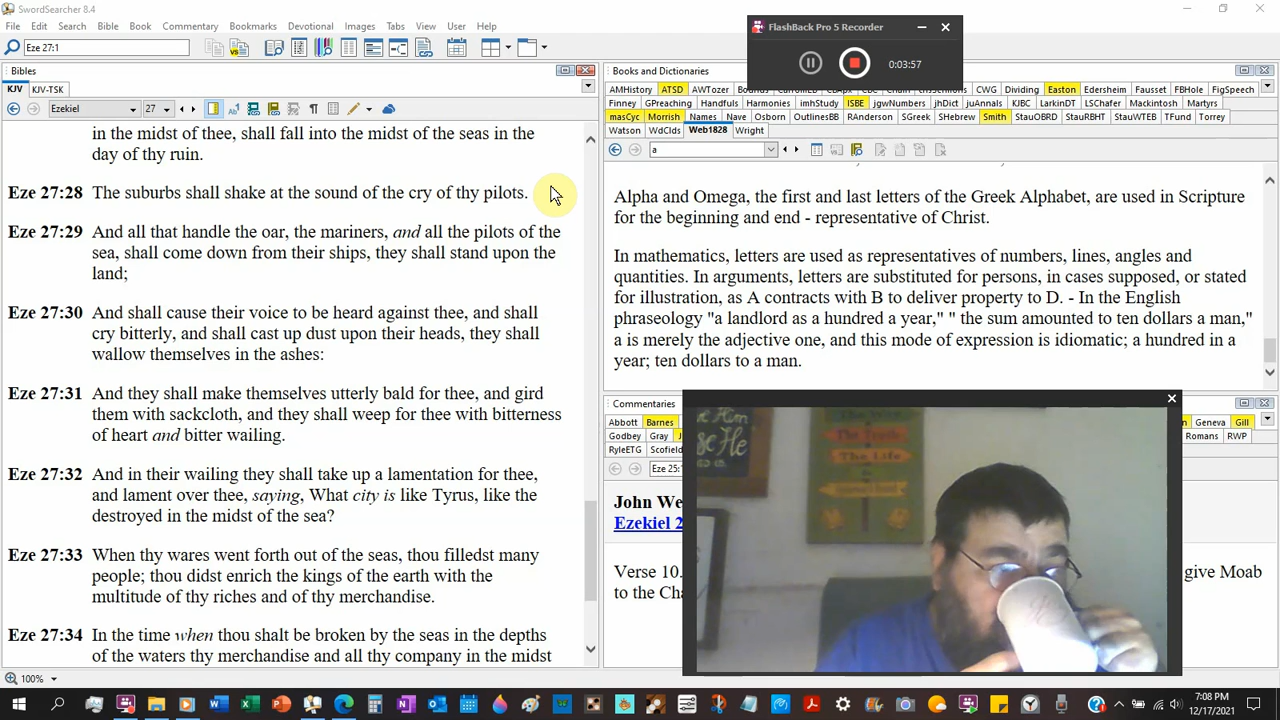 SwordSearcher 8.4
File Edit Search Bible Book Commentary Bookmarks Devotional Images Tabs View User Help
Eze 27:1
FlashBack Pro 5 Recorder
0:03:57
Bibles
KJV KJV-TSK
Ezekiel 27
in the midst of thee, shall fall into the midst of the seas in the
day of thy ruin.
Eze 27:28 The suburbs shall shake at the sound of the cry of thy pilots.
Eze 27:29 And all that handle the oar, the mariners, and all the pilots of the
sea, shall come down from their ships, they shall stand upon the
land;
Eze 27:30 And shall cause their voice to be heard against thee, and shall
cry bitterly, and shall cast up dust upon their heads, they shall
wallow themselves in the ashes:
Eze 27:31 And they shall make themselves utterly bald for thee, and gird
them with sackcloth, and they shall weep for thee with bitterness
of heart and bitter wailing.
Eze 27:32 And in their wailing they shall take up a lamentation for thee,
and lament over thee, saying, What city is like Tyrus, like the
destroyed in the midst of the sea?
Eze 27:33 When thy wares went forth out of the seas, thou filledst many
people; thou didst enrich the kings of the earth with the
multitude of thy riches and of thy merchandise.
Eze 27:34 In the time when thou shalt be broken by the seas in the depths
of the waters thy merchandise and all thy company in the midst
100%
Books and Dictionaries
AMHistory ATSD AWTozer CWG Dividing Easton Edersheim Fausset FBHole FigSpeech
Finney GPreaching Handfuls Harmonies imhStudy ISBE jgwNumbers jhDict juAnnals KJBC LarkinDT LSChafer Mackintosh Martyrs
masCyc Morrish Names Nave Osborn OutlinesBB RAnderson SGreek SHebrew Smith StauOBRD StauRBHT StauWTEB TFund Torrey
Watson WdClds Web1828 Wright
a
Alpha and Omega, the first and last letters of the Greek Alphabet, are used in Scripture
for the beginning and end - representative of Christ.
In mathematics, letters are used as representatives of numbers, lines, angles and
quantities. In arguments, letters are substituted for persons, in cases supposed, or stated
for illustration, as A contracts with B to deliver property to D. - In the English
phraseology "a landlord as a hundred a year," " the sum amounted to ten dollars a man,"
a is merely the adjective one, and this mode of expression is idiomatic; a hundred in a
year; ten dollars to a man.
Commentaries
Abbott Barnes Geneva Gill
Godbey Gray Romans RWP
RyleETG Scofield
Eze 25:
John We
Ezekiel 2
Verse 10. give Moab
to the Cha
The Truth
The Life
7:08 PM
12/17/2021